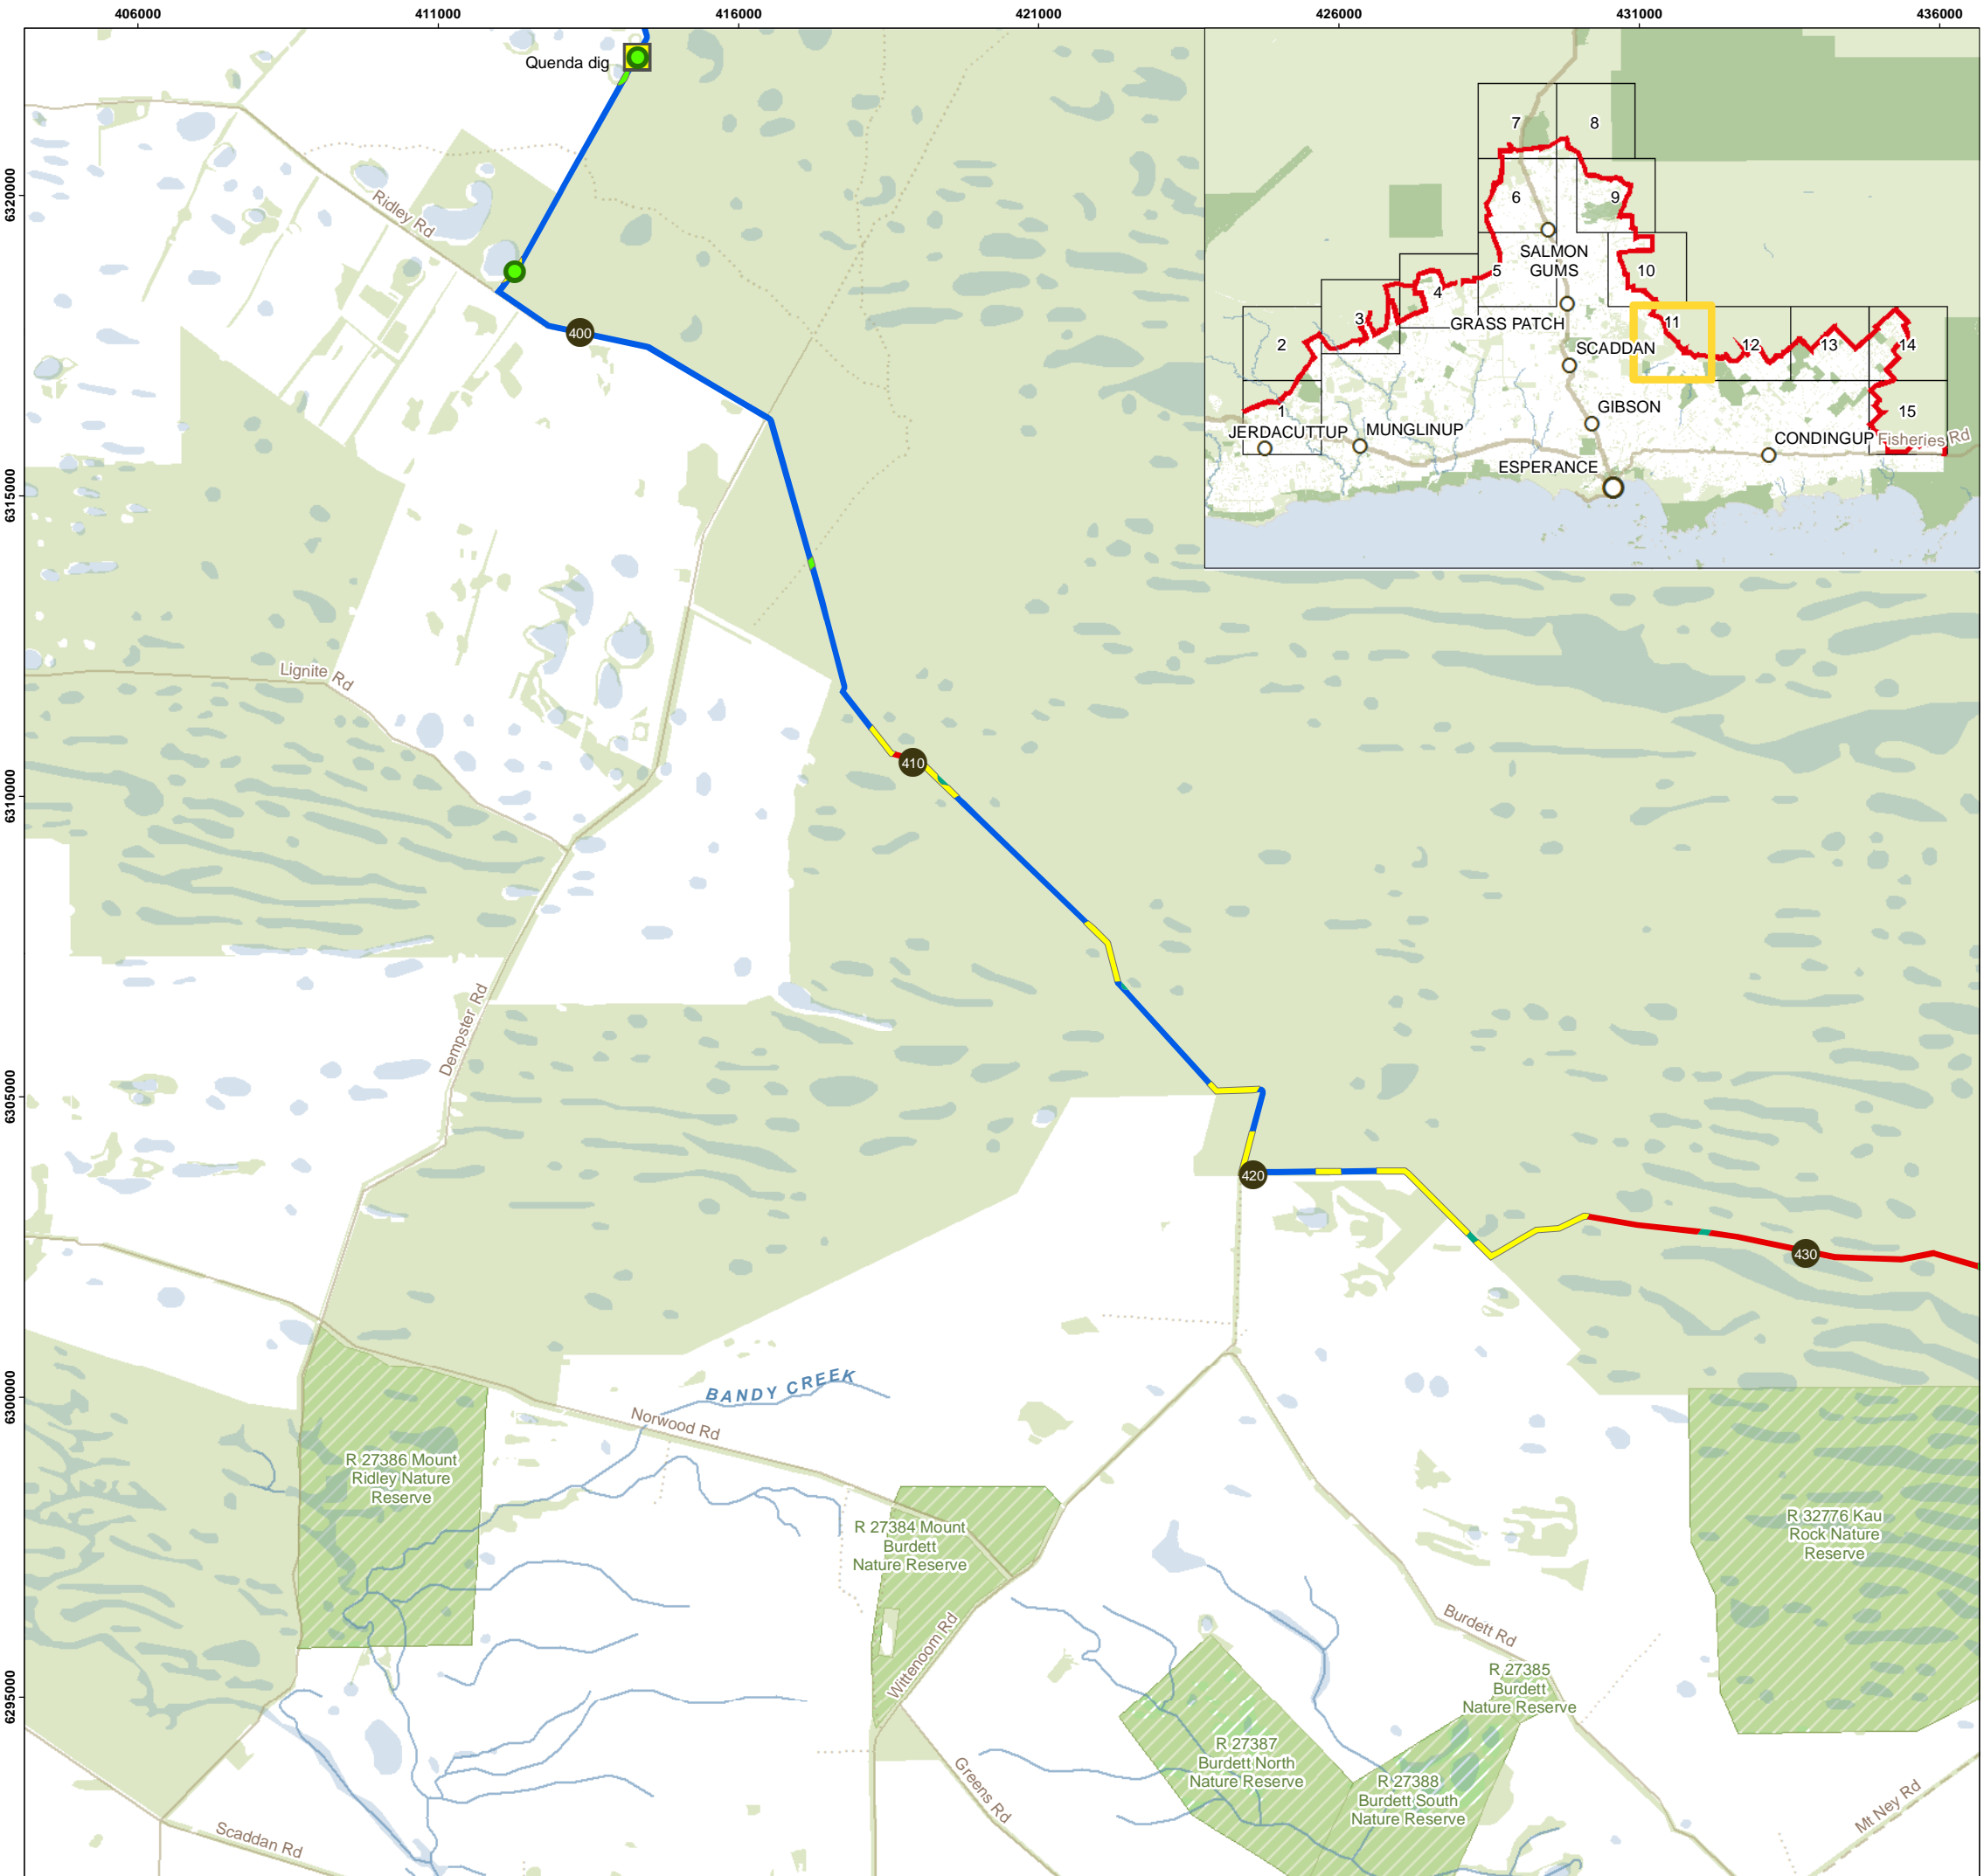 406000
411000
416000
421000
426000
431000
436000
6320000
6315000
6310000
6305000
6300000
6295000
Quenda dig
Ridley Rd
400
Lignite Rd
410
Dempster Rd
420
430
BANDY CREEK
Norwood Rd
R 27386 Mount
Ridley Nature
Reserve
R 27384 Mount
Burdett
Nature Reserve
R 32776 Kau
Rock Nature
Reserve
Wittenoom Rd
Burdett Rd
R 27385
Burdett
Nature Reserve
R 27387
Burdett North
Nature Reserve
R 27388
Burdett South
Nature Reserve
Greens Rd
Mt Ney Rd
Scaddan Rd
7
8
6
9
SALMON
GUMS
5
10
4
3
GRASS PATCH
11
2
SCADDAN
12
13
14
1
GIBSON
15
JERDACUTTUP
MUNGLINUP
CONDINGUP
Fisheries Rd
ESPERANCE